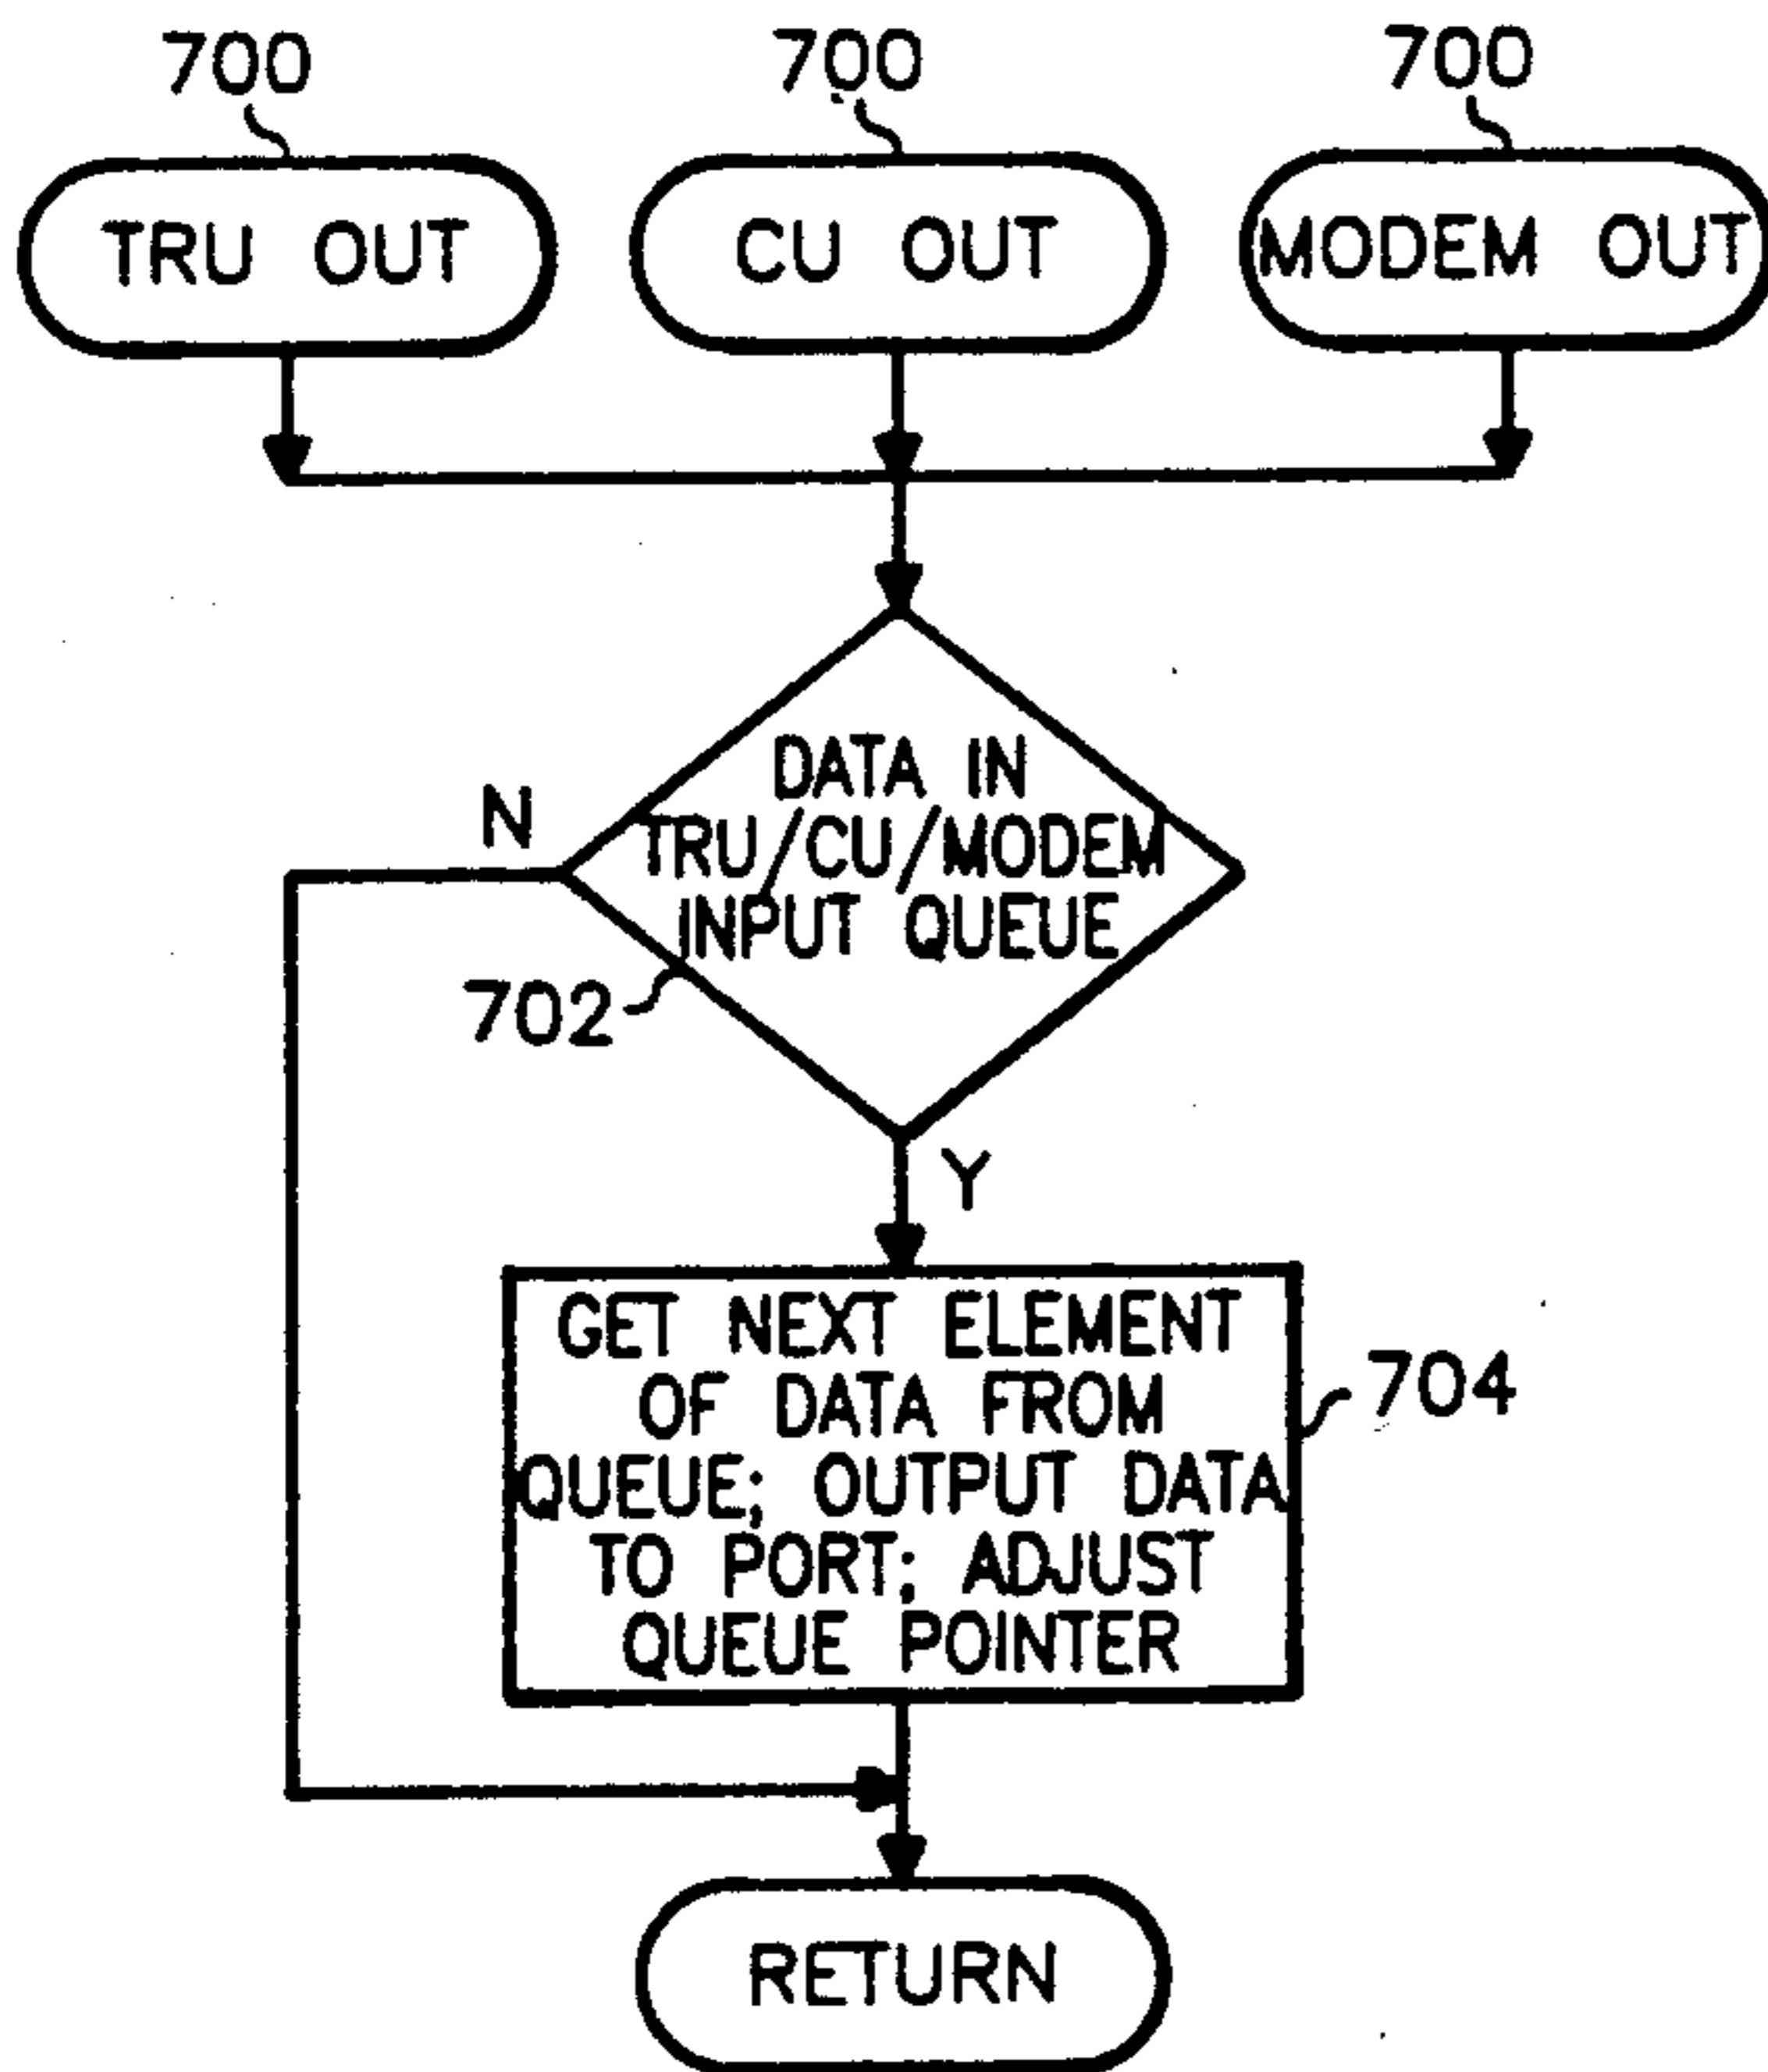 700
700
700
TRU OUT
CU OUT
MODEM OUT
DATA IN
TRU/CU/MODEM
INPUT QUEUE
N
702
Y
GET NEXT ELEMENT
OF DATA FROM
QUEUE; OUTPUT DATA
TO PORT; ADJUST
QUEUE POINTER
704
RETURN